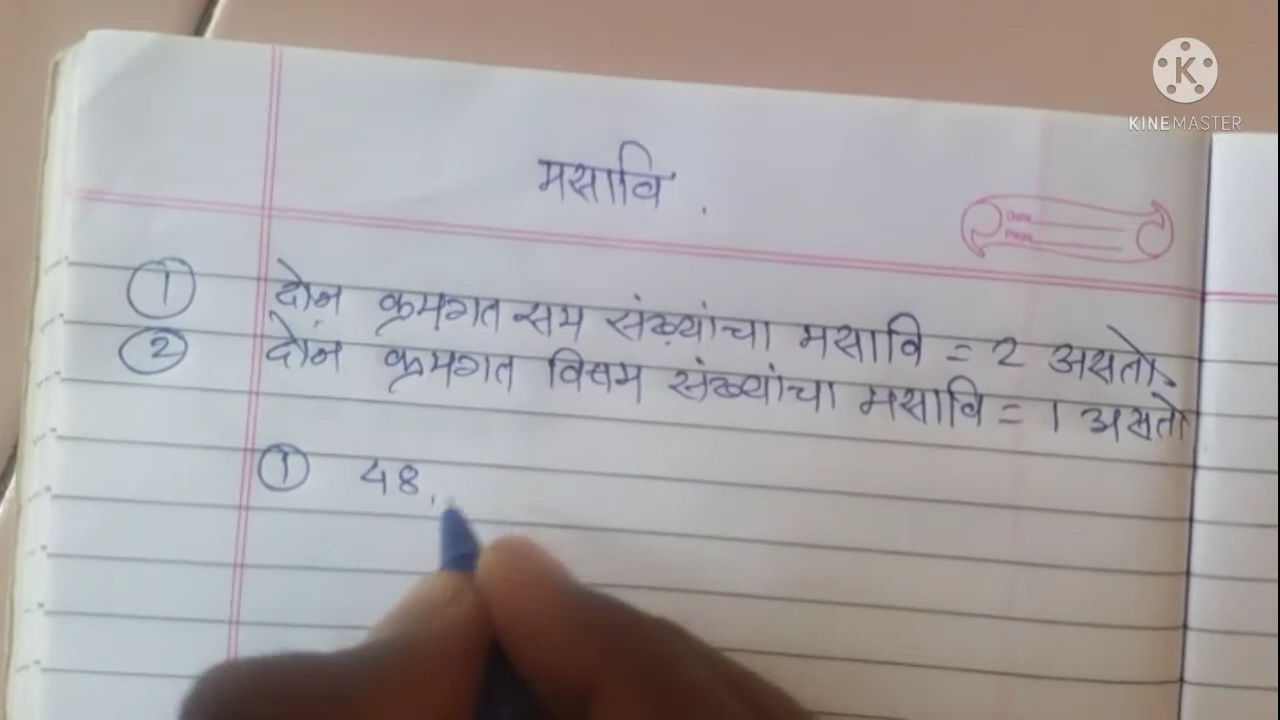 KINEMASTER
मसावि.
Date
Page
① दोन क्रमगत सम संख्यांचा मसावि = 2 असतो.
② दोन क्रमगत विषम संख्यांचा मसावि = 1 असतो
① 48,